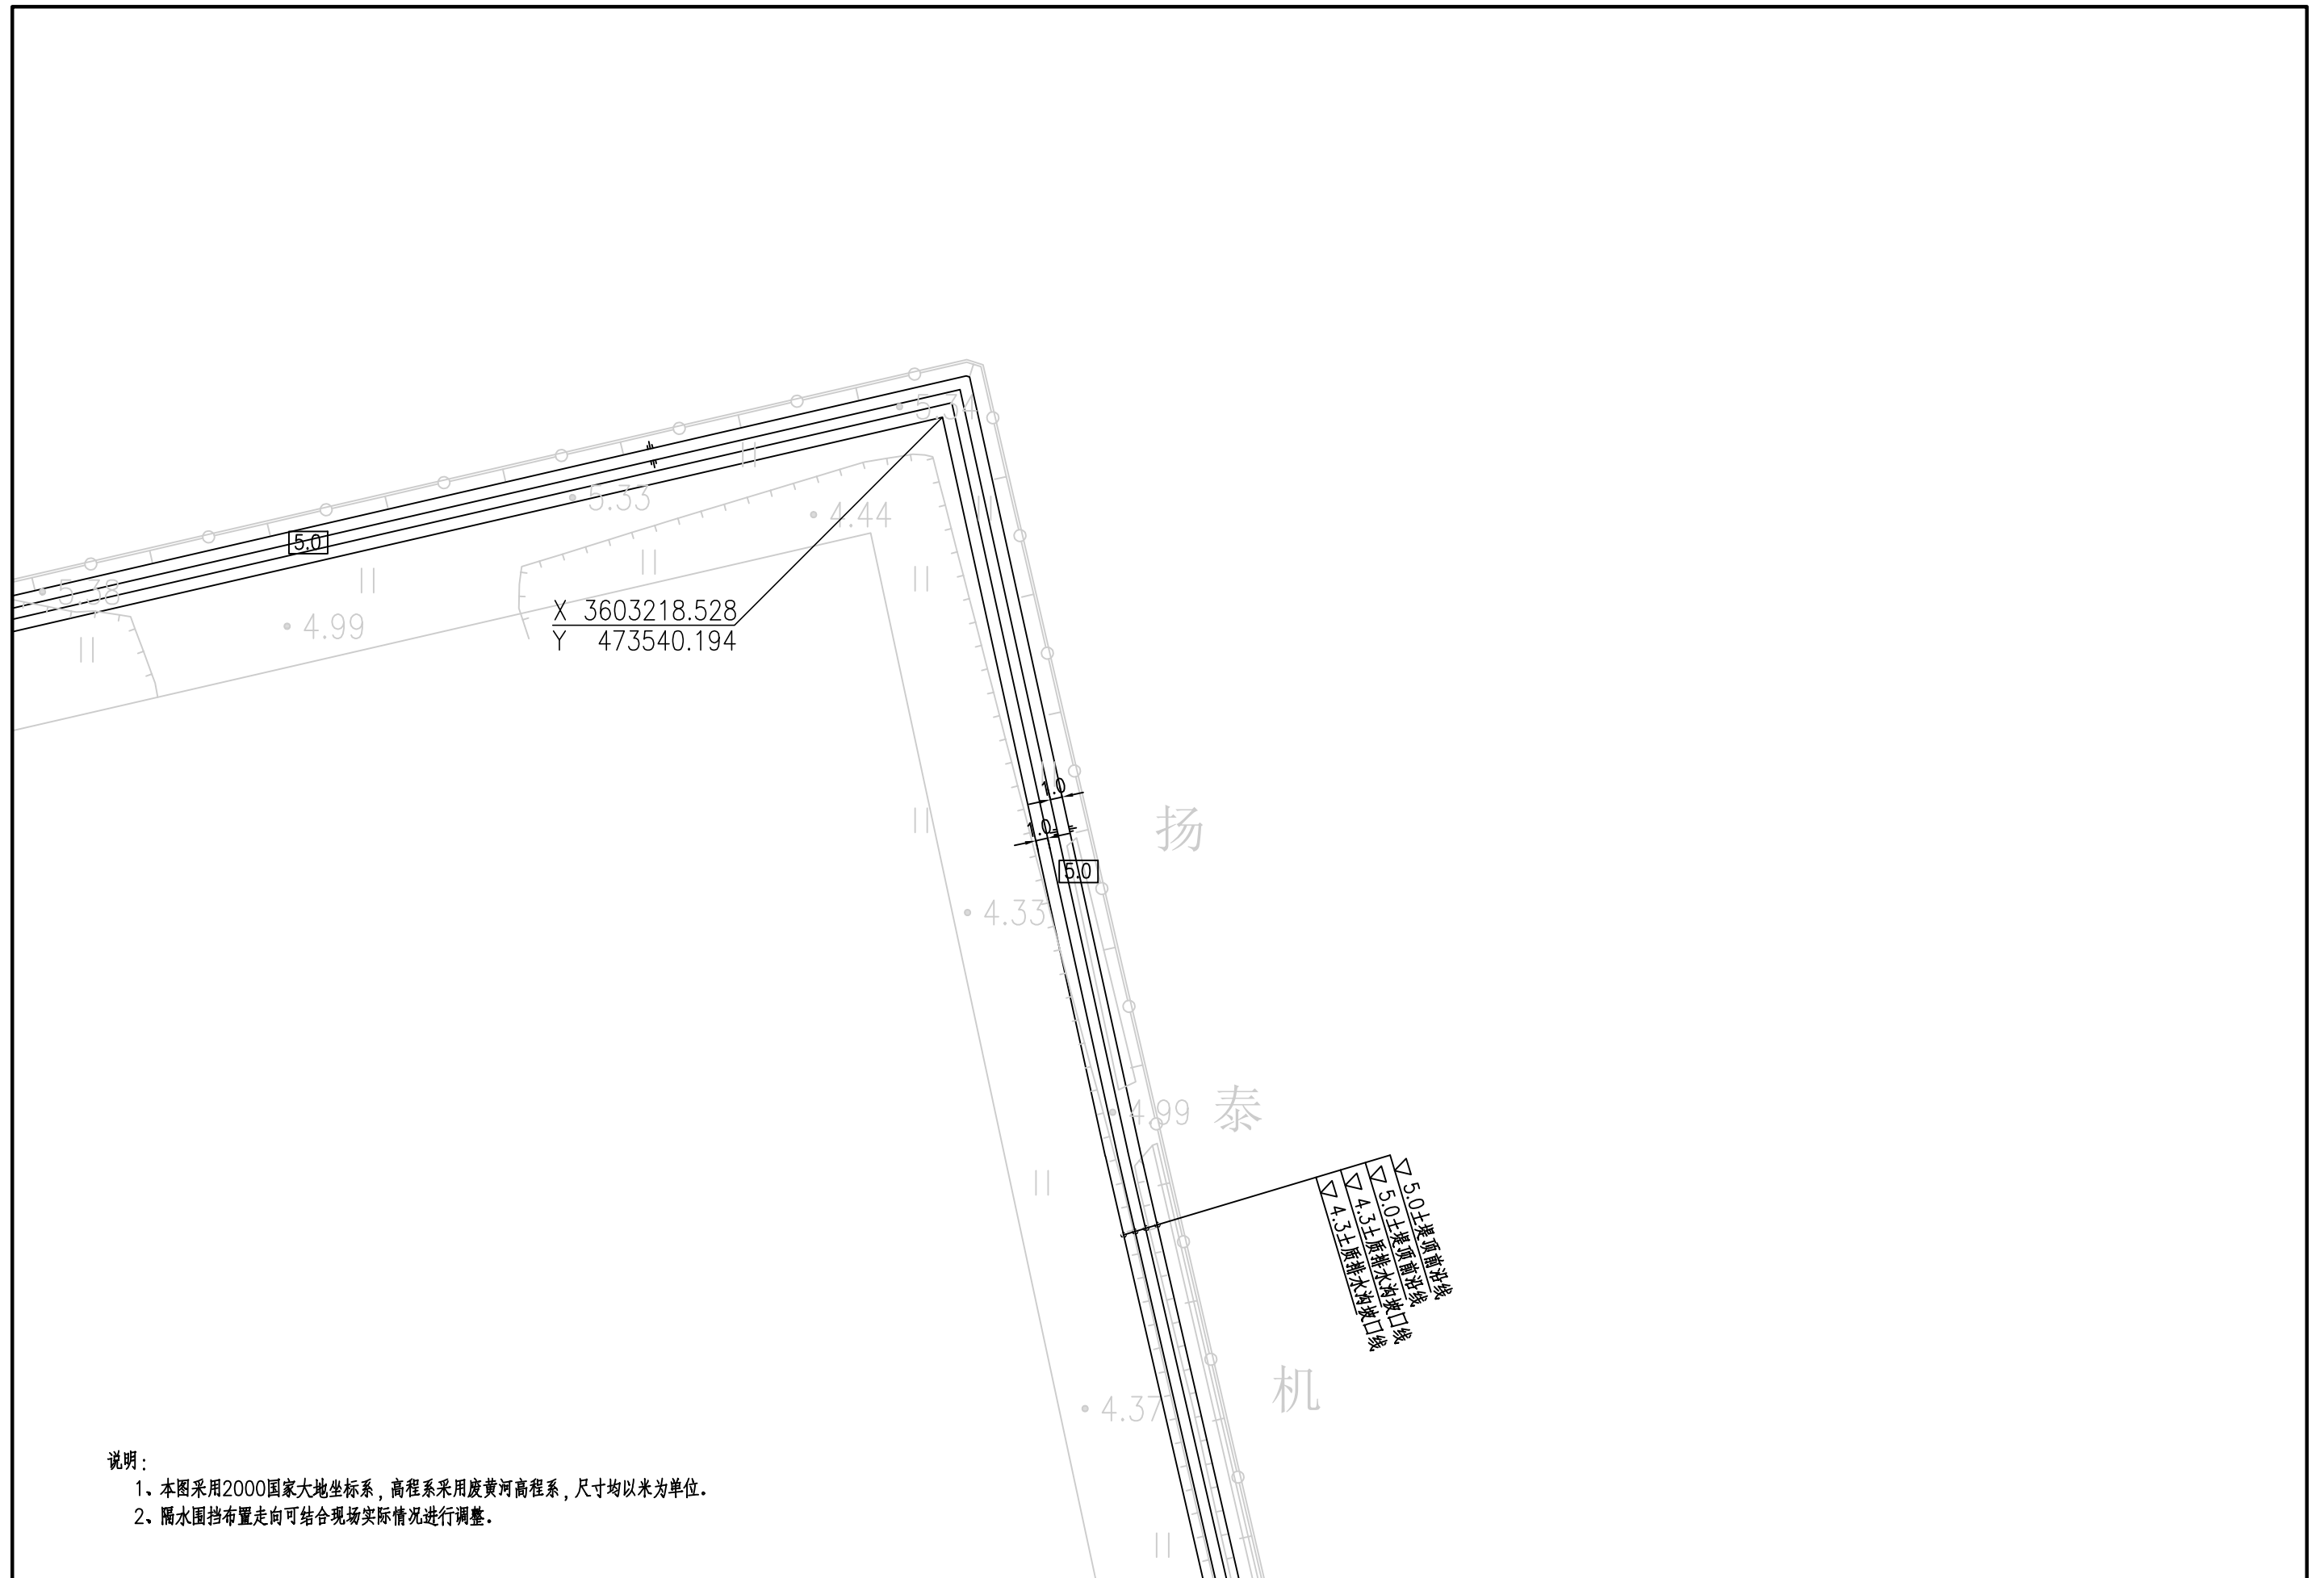 5.34
5.33
4.44
5.0
5.38
4.99
X 3603218.528
Y 473540.194
1.0
扬
1.0
5.0
4.33
4.99
泰
5.0土堤顶前沿线
5.0土堤顶前沿线
4.3土质排水沟坡口线
4.3土质排水沟坡口线
机
4.37
说明：
1、本图采用2000国家大地坐标系，高程系采用废黄河高程系，尺寸均以米为单位。
2、隔水围挡布置走向可结合现场实际情况进行调整。